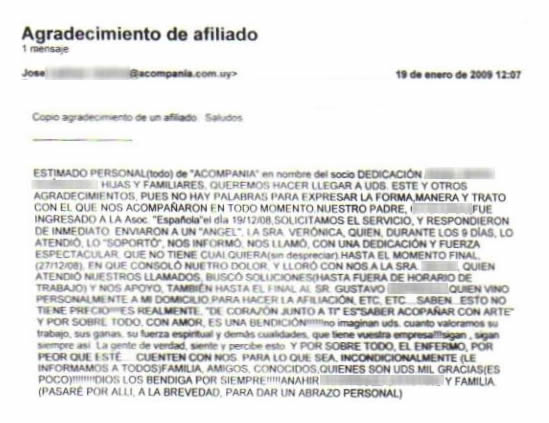 Agradecimiento de afiliado
1 mensaje
Jose @acompania.com.uy> 19 de enero de 2009 12:07
Copio agradecimiento de un afiliado. Saludos
ESTIMADO PERSONAL(todo) de "ACOMPANIA" en nombre del socio DEDICACIÓN
HIJAS Y FAMILIARES, QUEREMOS HACER LLEGAR A UDS. ESTE Y OTROS
AGRADECIMIENTOS, PUES NO HAY PALABRAS PARA EXPRESAR LA FORMA,MANERA Y TRATO
CON EL QUE NOS ACOMPAÑARON EN TODO MOMENTO.NUESTRO PADRE, FUE
INGRESADO A LA Asoc. "Española"el día 19/12/08,SOLICITAMOS EL SERVICIO, Y RESPONDIERON
DE INMEDIATO. ENVIARON A UN "ANGEL", LA SRA. VERÓNICA, QUIEN, DURANTE LOS 9 DÍAS, LO
ATENDIÓ, LO "SOPORTÓ", NOS INFORMÓ, NOS LLAMÓ, CON UNA DEDICACIÓN Y FUERZA
ESPECTACULAR, QUE NO TIENE CUALQUIERA(sin despreciar).HASTA EL MOMENTO FINAL,
(27/12/08), EN QUE CONSOLÓ NUETRO DOLOR, Y LLORÓ CON NOS A LA SRA. , QUIEN
ATENDIÓ NUESTROS LLAMADOS, BUSCÓ SOLUCIONES(HASTA FUERA DE HORARIO DE
TRABAJO) Y NOS APOYO, TAMBIÉN HASTA EL FINAL AL SR. GUSTAVO QUIEN VINO
PERSONALMENTE A MI DOMICILIO,PARA HACER LA AFILIACIÓN, ETC, ETC....SABEN...ESTO NO
TIENE PRECIO!!!ES REALMENTE, "DE CORAZÓN JUNTO A TI" ES"SABER ACOPAÑAR CON ARTE"
Y POR SOBRE TODO, CON AMOR, ES UNA BENDICIÓN!!!!!no imaginan uds. cuanto valoramos su
trabajo, sus ganas, su fuerza espiritual y demás cualidades, que tiene vuestra empresa!!!sigan , sigan
siempre así. La gente de verdad, siente y percibe esto. Y POR SOBRE TODO, EL ENFERMO, POR
PEOR QUE ESTÉ.... CUENTEN CON NOS. PARA LO QUE SEA, INCONDICIONALMENTE (LE
INFORMAMOS A TODOS)FAMILIA, AMIGOS, CONOCIDOS,QUIENES SON UDS.MIL GRACIAS(ES
POCO)!!!!!!!DIOS LOS BENDIGA POR SIEMPRE!!!!ANAHIR Y FAMILIA.
(PASARÉ POR ALLI, A LA BREVEDAD, PARA DAR UN ABRAZO PERSONAL)